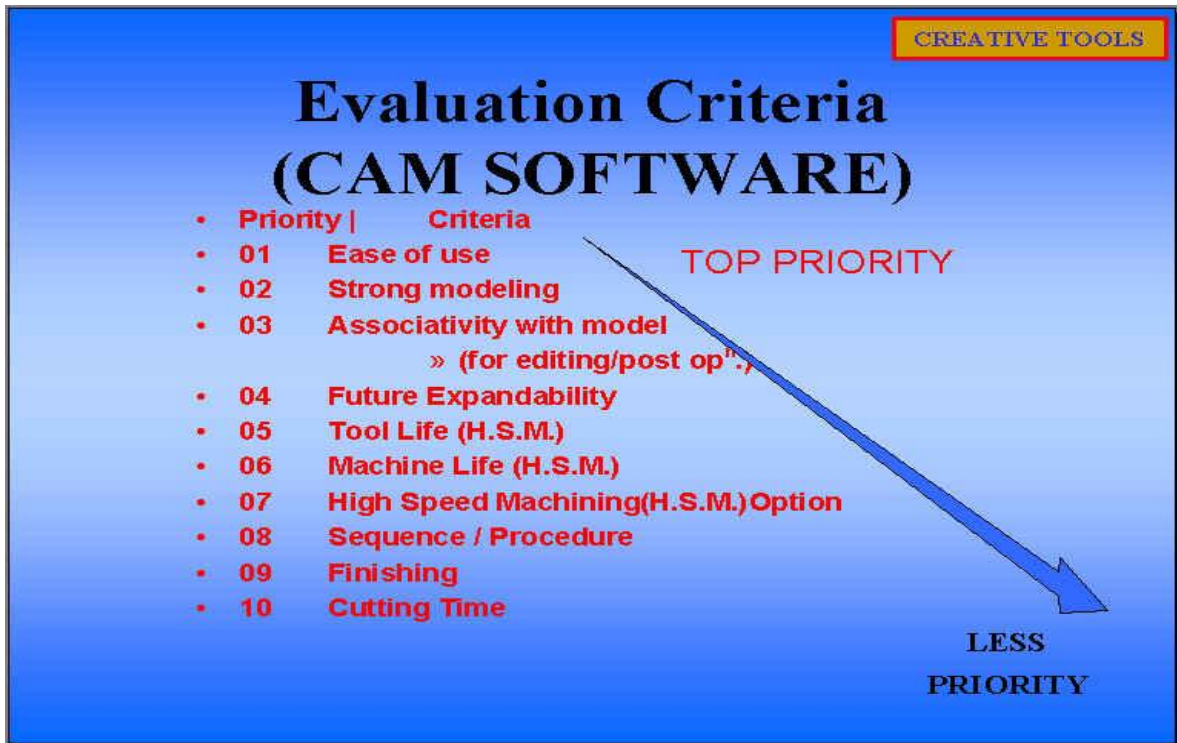 CREATIVE TOOLS
Evaluation Criteria
(CAM SOFTWARE)
• Priority | Criteria
• 01 Ease of use
TOP PRIORITY
• 02 Strong modeling
• 03 Associativity with model
» (for editing/post op".)
• 04 Future Expandability
• 05 Tool Life (H.S.M.)
• 06 Machine Life (H.S.M.)
• 07 High Speed Machining(H.S.M.)Option
• 08 Sequence / Procedure
• 09 Finishing
• 10 Cutting Time
LESS
PRIORITY